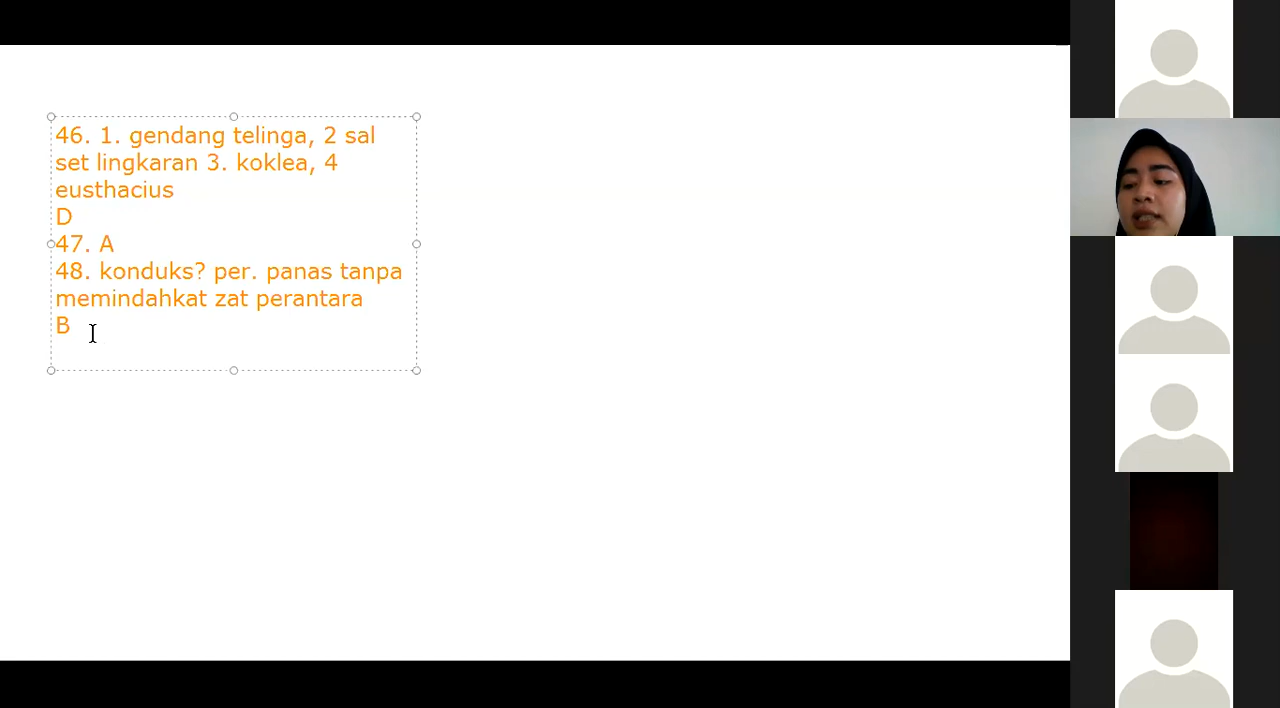 46. 1. gendang telinga, 2 sal
set lingkaran 3. koklea, 4
eusthacius
D
47. A
48. konduks? per. panas tanpa
memindahkat zat perantara
B